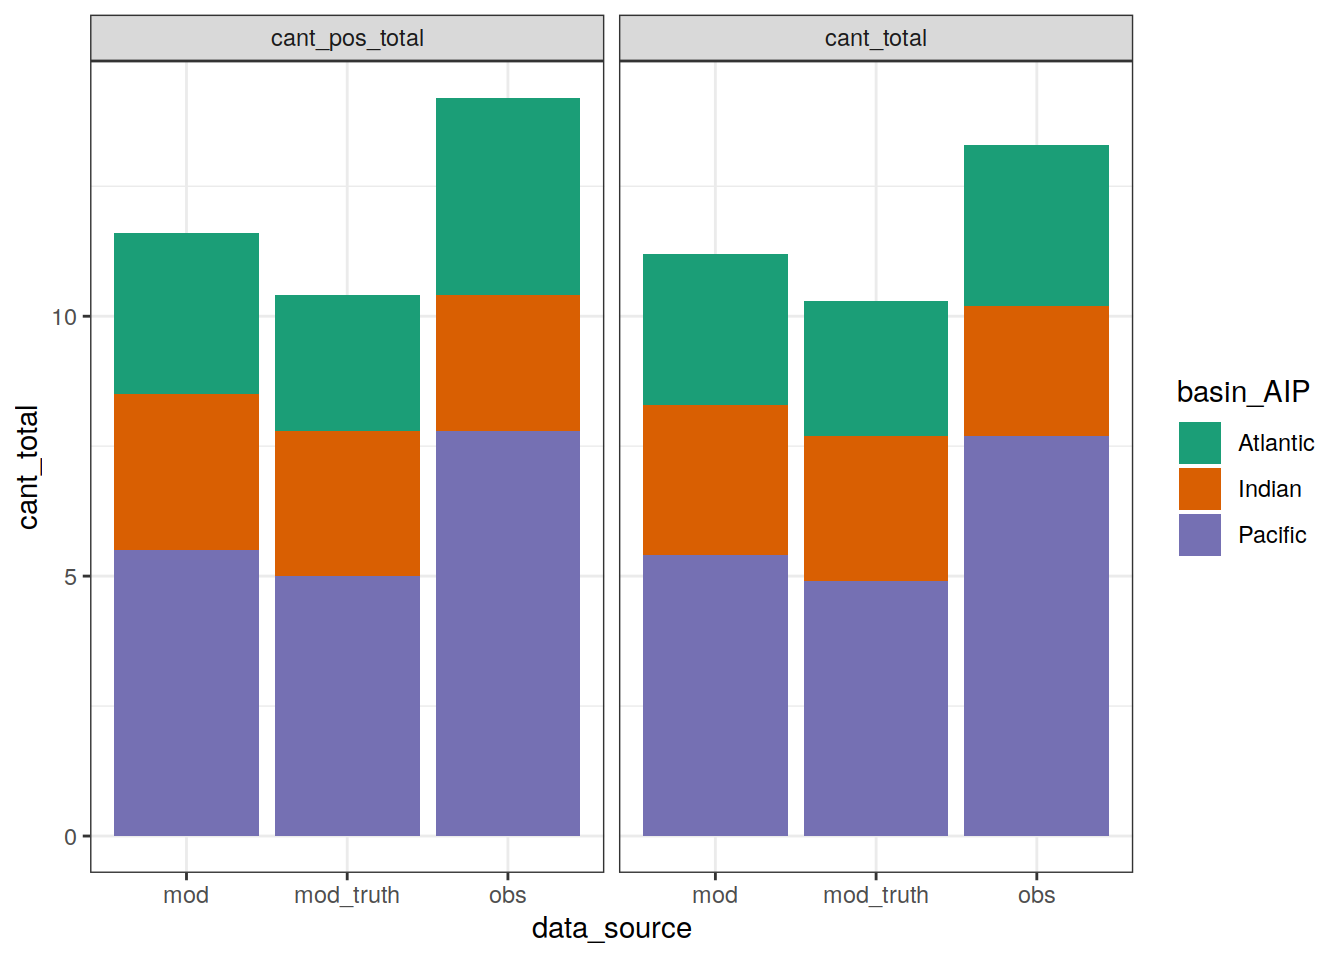 cant_pos_total
cant_total
cant_total
10
5
0
mod
mod_truth
obs
mod
mod_truth
obs
data_source
basin_AIP
Atlantic
Indian
Pacific